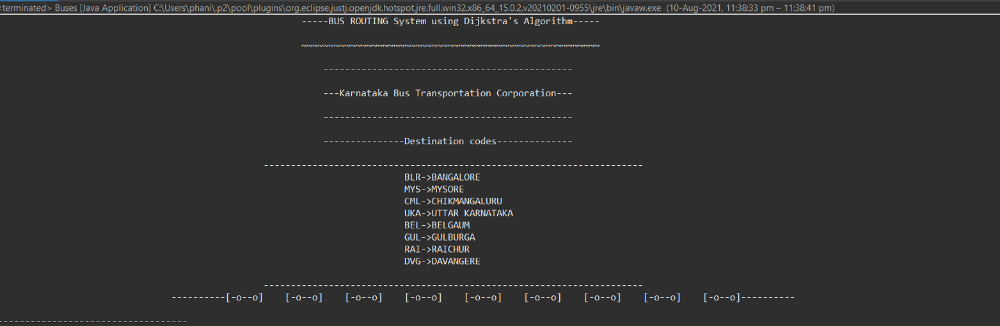 <terminated> Buses [Java Application] C:\Users\phani\.p2\pool\plugins\org.eclipse.justj.openjdk.hotspot.jre.full.win32.x86_64_15.0.2.v20210201-0955\jre\bin\javaw.exe (10-Aug-2021, 11:38:33 pm – 11:38:41 pm)
-----BUS ROUTING System using Dijkstra's Algorithm-----
~~~~~~~~~~~~~~~~~~~~~~~~~~~~~~~~~~~~~~~~~~~~~~~~~~~~~~~
----------------------------------------------
---Karnataka Bus Transportation Corporation---
----------------------------------------------
---------------Destination codes--------------
----------------------------------------------------------------------
BLR->BANGALORE
MYS->MYSORE
CML->CHIKMANGALURU
UKA->UTTAR KARNATAKA
BEL->BELGAUM
GUL->GULBURGA
RAI->RAICHUR
DVG->DAVANGERE
----------------------------------------------------------------------
----------[-o--o]    [-o--o]    [-o--o]    [-o--o]    [-o--o]    [-o--o]    [-o--o]    [-o--o]    [-o--o]----------
-----------------------------------